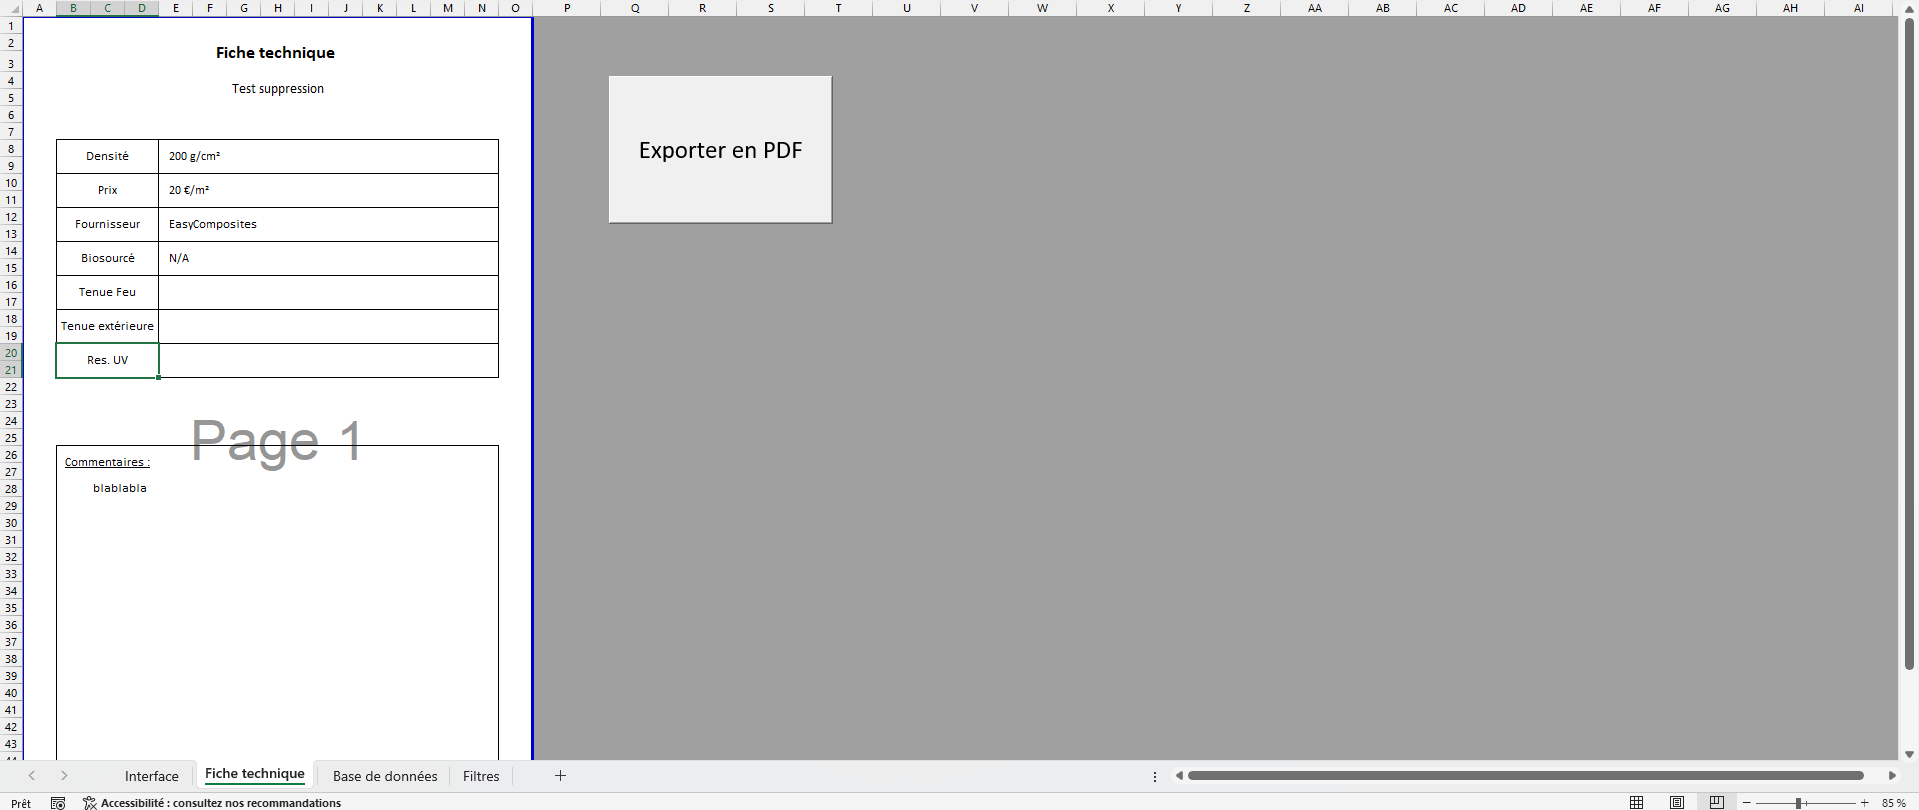 A B C D E F G H I J K L M N O P Q R S T U V W X Y Z AA AB AC AD AE AF AG AH AI
1
2
Fiche technique
3
4
Test suppression
5
6
7
8
Densité 200 g/cm²
9
10
Prix 20 €/m²
11
12
Fournisseur EasyComposites
13
14
Biosourcé N/A
15
16
Tenue Feu
17
18
Tenue extérieure
19
20
Res. UV
21
22
23
24
25
Page 1
26
Commentaires :
27
28
blablabla
29
30
31
32
33
34
35
36
37
38
39
40
41
42
43
44
Exporter en PDF
Interface Fiche technique Base de données Filtres
Prêt Accessibilité : consultez nos recommandations 85 %